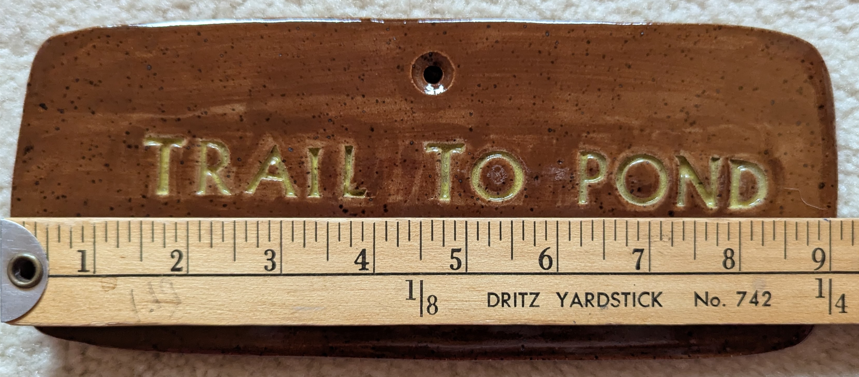 TRAIL TO POND
1 2 3 4 5 6 7 8 9
1/8 DRITZ YARDSTICK No. 742 1/4